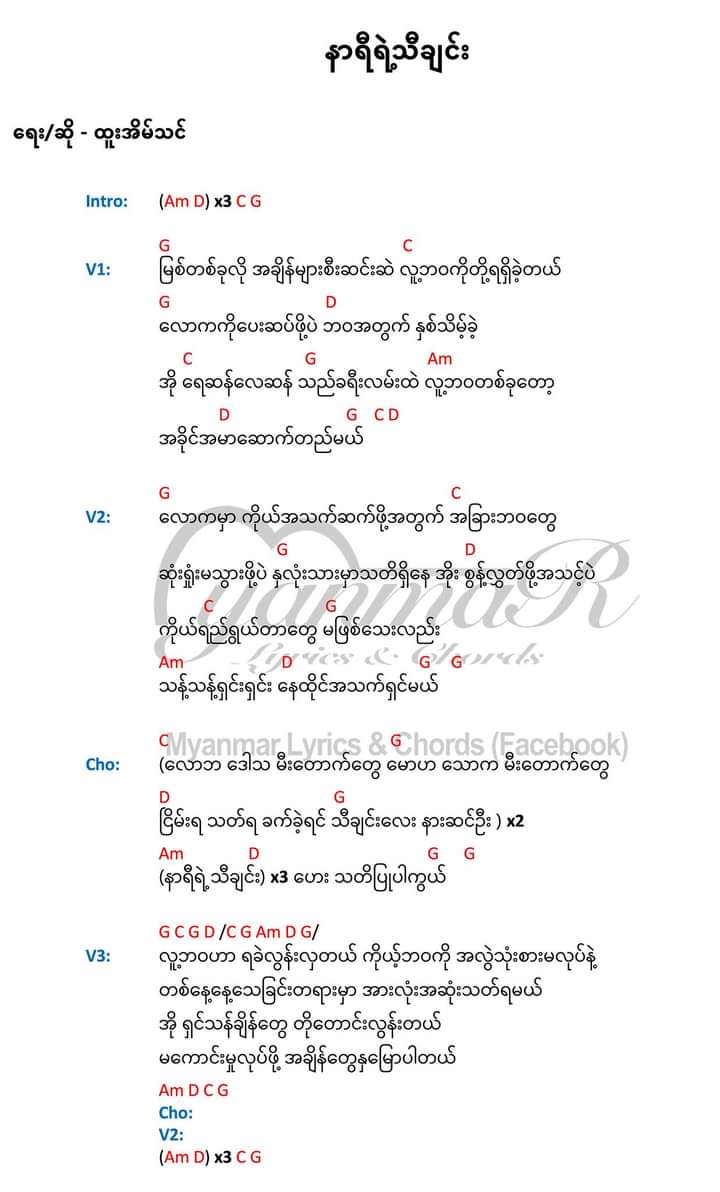 နာရီရဲ့သီချင်း
ရေး/ဆို - ထူးအိမ်သင်
Intro: (Am D) x3 C G
G C
V1: မြစ်တစ်ခုလို အချိန်များစီးဆင်းဆဲ လူ့ဘဝကိုတို့ရရှိခဲ့တယ်
G D
လောကကိုပေးဆပ်ဖို့ပဲ ဘဝအတွက် နှစ်သိမ့်ခဲ့
C G Am
အို ရေဆန်လေဆန် သည်ခရီးလမ်းထဲ လူ့ဘဝတစ်ခုတော့
D G C D
အခိုင်အမာဆောက်တည်မယ်
G C
V2: လောကမှာ ကိုယ်အသက်ဆက်ဖို့အတွက် အခြားဘဝတွေ
G D
ဆုံးရှုံးမသွားဖို့ပဲ နှလုံးသားမှာသတိရှိနေ အိုး စွန့်လွှတ်ဖို့အသင့်ပဲ
C G
ကိုယ်ရည်ရွယ်တာတွေ မဖြစ်သေးလည်း
Am D G G
သန့်သန့်ရှင်းရှင်း နေထိုင်အသက်ရှင်မယ်
MyanmaR
Lyrics & Chords
Myanmar Lyrics & Chords (Facebook)
C G
Cho: (လောဘ ဒေါသ မီးတောက်တွေ မောဟ သောက မီးတောက်တွေ
D G
ငြိမ်းရ သတ်ရ ခက်ခဲ့ရင် သီချင်းလေး နားဆင်ဦး ) x2
Am D G G
(နာရီရဲ့သီချင်း) x3 ဟေး သတိပြုပါကွယ်
G C G D /C G Am D G/
V3: လူ့ဘဝဟာ ရခဲလွန်းလှတယ် ကိုယ့်ဘဝကို အလွဲသုံးစားမလုပ်နဲ့
တစ်နေ့နေ့သေခြင်းတရားမှာ အားလုံးအဆုံးသတ်ရမယ်
အို ရှင်သန်ချိန်တွေ တိုတောင်းလွန်းတယ်
မကောင်းမှုလုပ်ဖို့ အချိန်တွေနှမြောပါတယ်
Am D C G
Cho:
V2:
(Am D) x3 C G